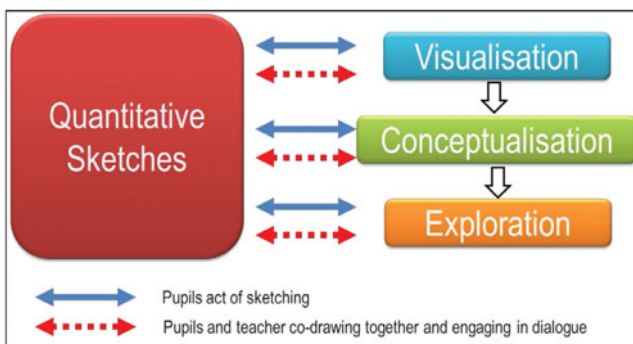 Quantitative
Sketches
Visualisation
Conceptualisation
Exploration
Pupils act of sketching
Pupils and teacher co-drawing together and engaging in dialogue